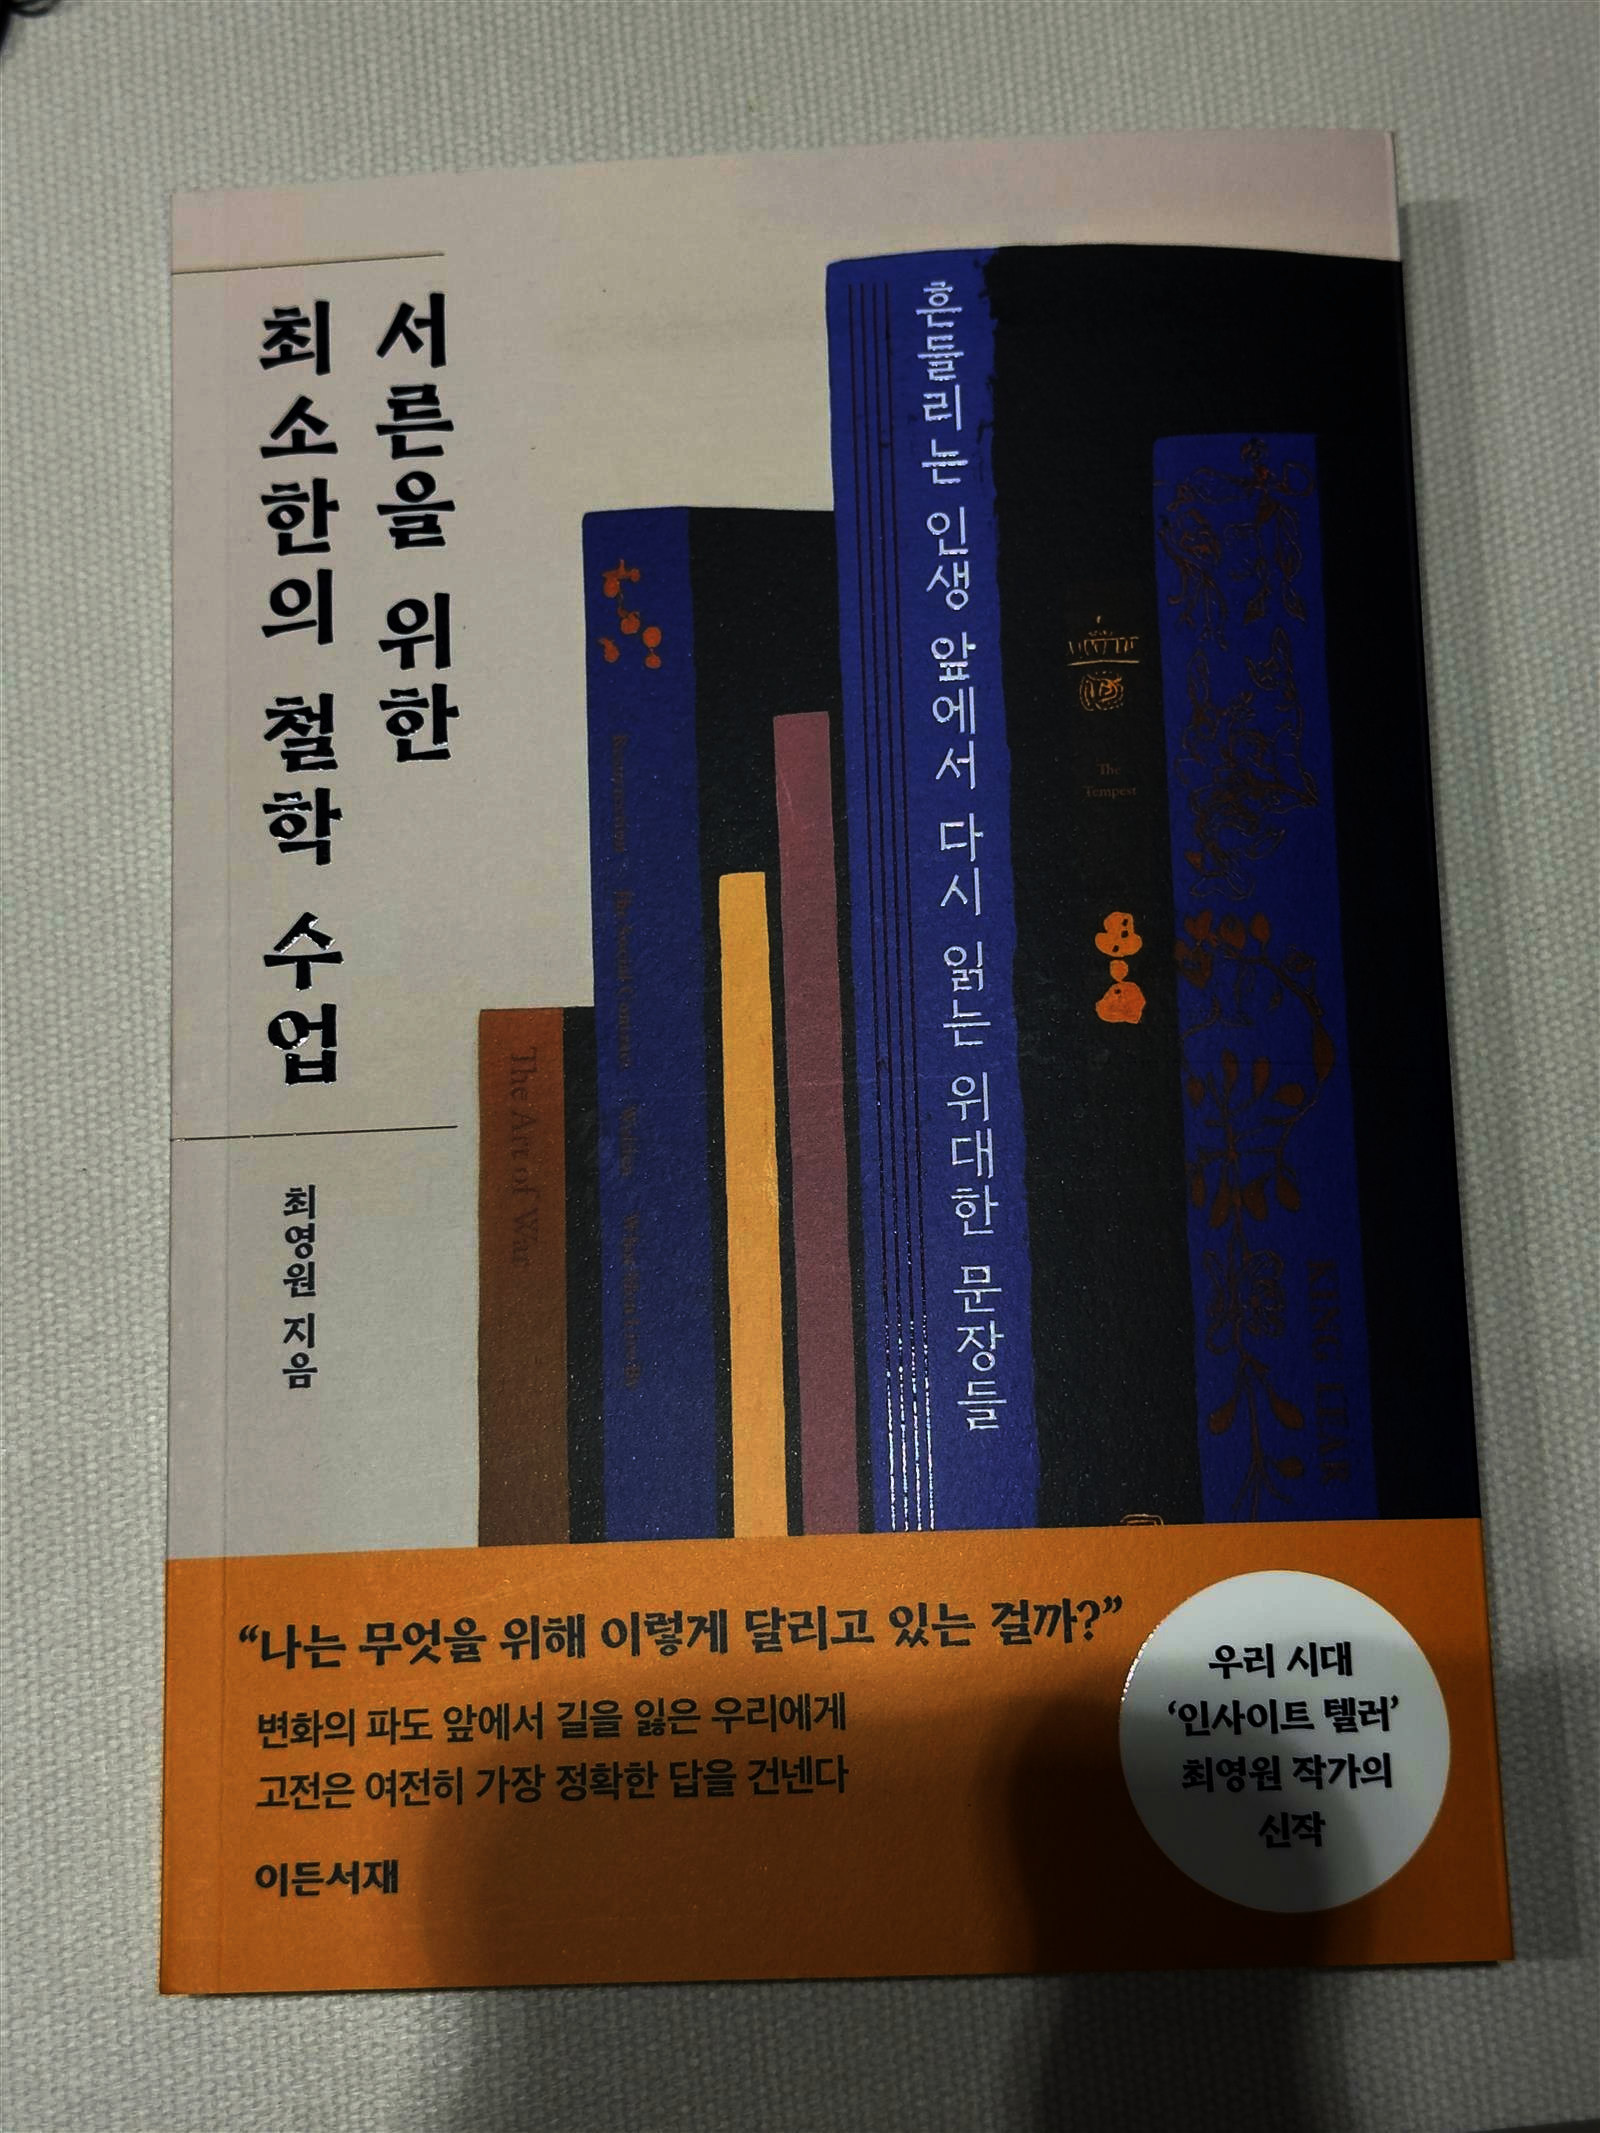 서른을 위한
최소한의 철학 수업
최영원 지음
흔들리는 인생 앞에서 다시 읽는 위대한 문장들
The Art of War
The Social Contract
The
Tempest
KING LEAR
“나는 무엇을 위해 이렇게 달리고 있는 걸까?”
변화의 파도 앞에서 길을 잃은 우리에게
고전은 여전히 가장 정확한 답을 건넨다
이든서재
우리 시대
‘인사이트 텔러’
최영원 작가의
신작